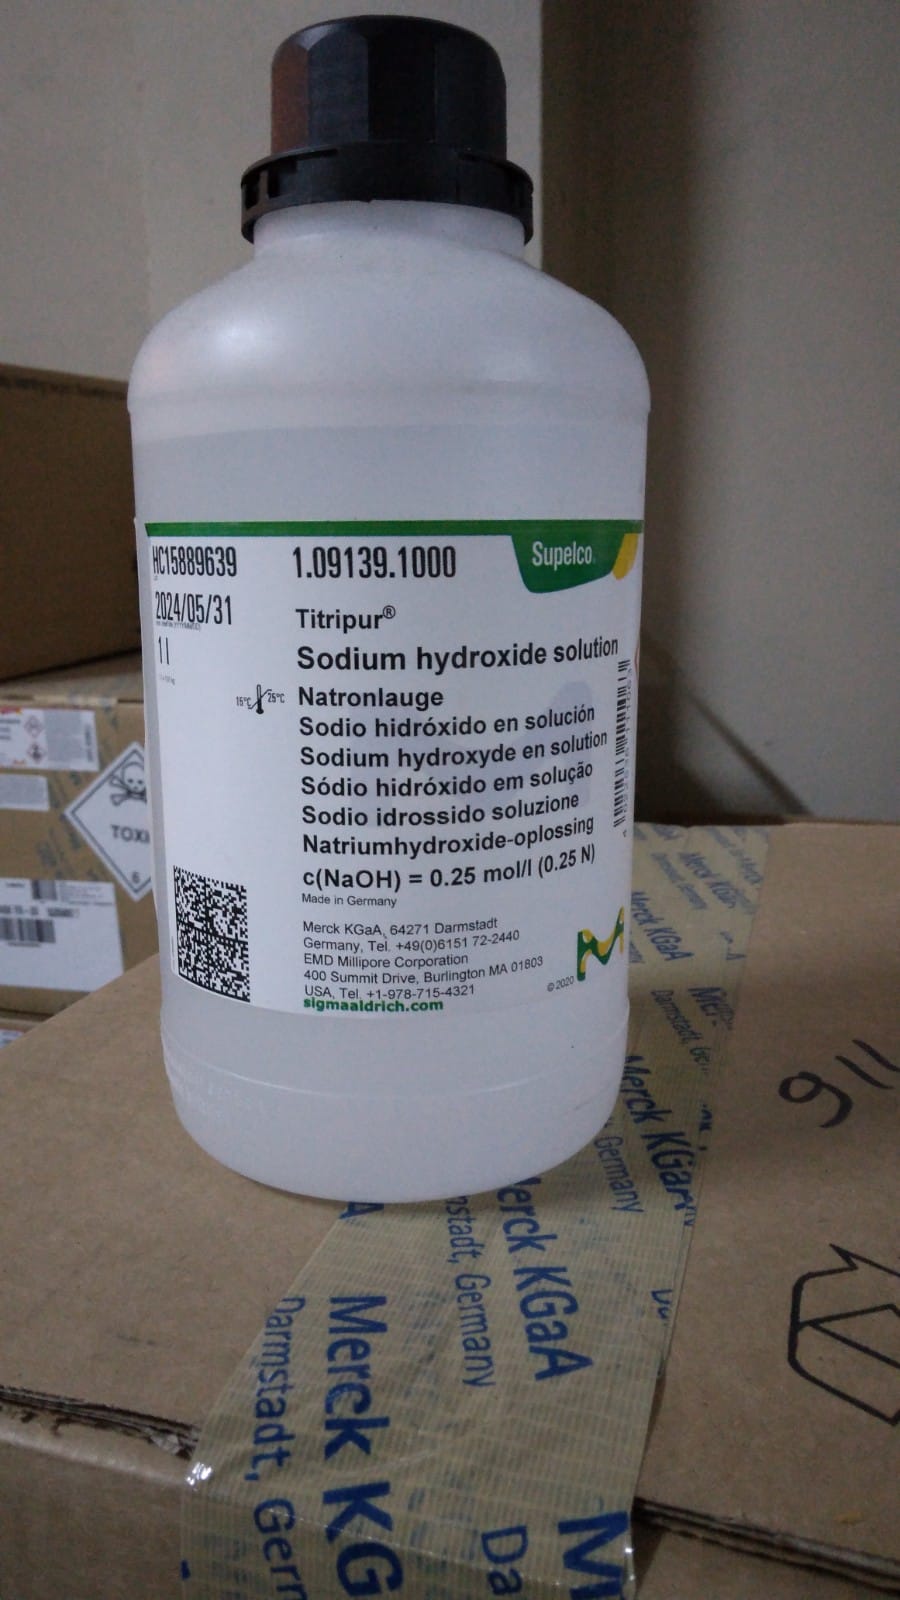 HC15889639
2024/05/31
1 l
15°C 25°C
1.09139.1000
Supelco
Titripur®
Sodium hydroxide solution
Natronlauge
Sodio hidróxido en solución
Sodium hydroxyde en solution
Sódio hidróxido em solução
Sodio idrossido soluzione
Natriumhydroxide-oplossing
c(NaOH) = 0.25 mol/l (0.25 N)
Made in Germany
Merck KGaA, 64271 Darmstadt
Germany, Tel. +49(0)6151 72-2440
EMD Millipore Corporation
400 Summit Drive, Burlington MA 01803
USA, Tel. +1-978-715-4321
sigmaaldrich.com
©2020
M
TOXI
6
Merck KGaA
Darmstadt,
Merck KGaA
Germany
Merck KGaA
Darmstadt, Germany
Merck KG
Darmstadt, Germ
M
Da